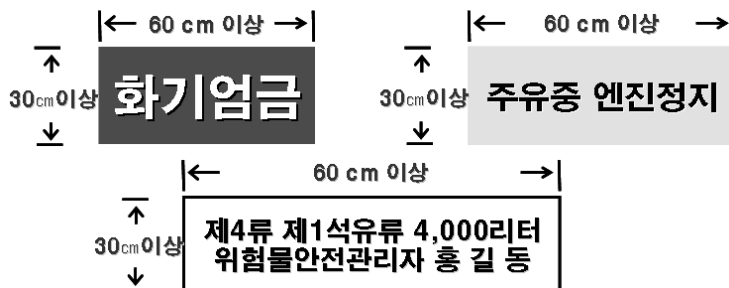 60 cm 이상
60 cm 이상
30cm이상
화기엄금
30cm이상
주유중 엔진정지
60 cm 이상
30cm이상
제4류 제1석유류 4,000리터
위험물안전관리자 홍 길 동